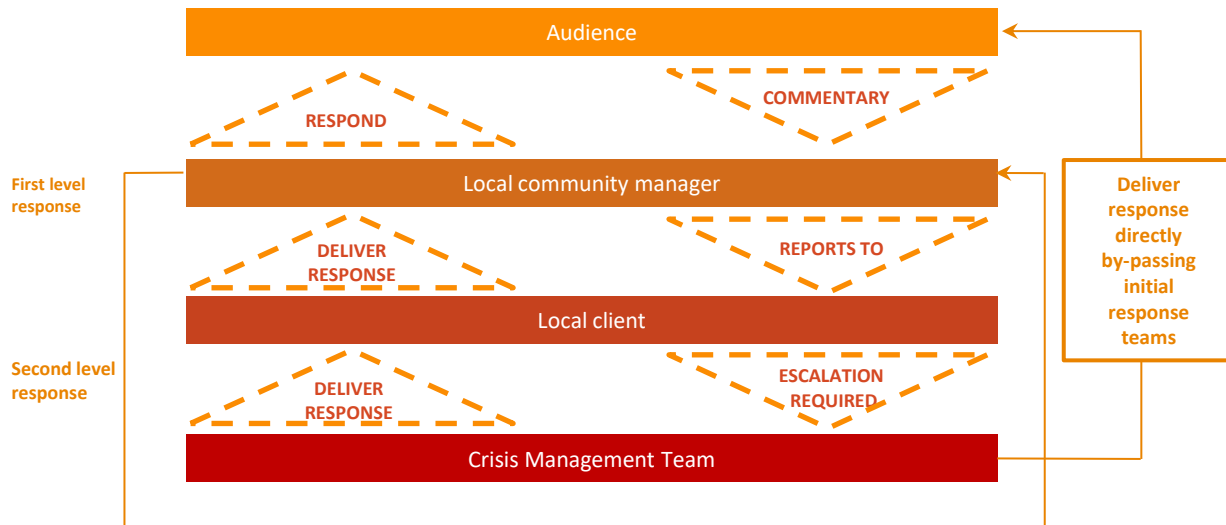 Audience
RESPOND
COMMENTARY
First level
response
Local community manager
Deliver
response
directly
by-passing
initial
response
teams
DELIVER
RESPONSE
REPORTS TO
Local client
Second level
response
DELIVER
RESPONSE
ESCALATION
REQUIRED
Crisis Management Team